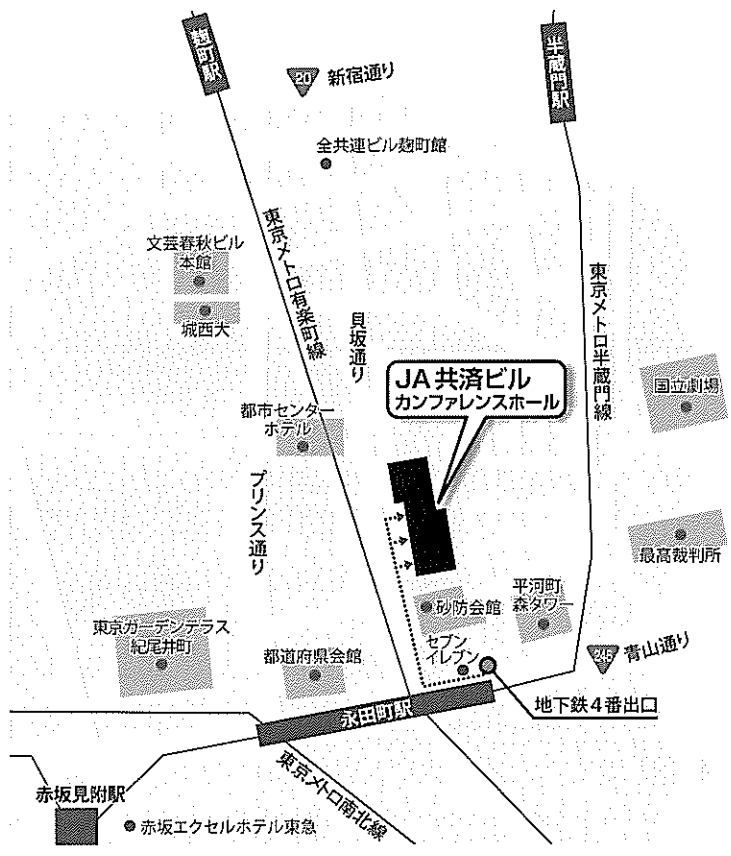 麹町駅
半蔵門駅
20
新宿通り
全共連ビル麹町館
東京メトロ有楽町線
文芸春秋ビル
本館
城西大
貝坂通り
東京メトロ半蔵門線
JA共済ビル
カンファレンスホール
国立劇場
都市センター
ホテル
プリンス通り
最高裁判所
平河町
森タワー
砂防会館
東京ガーデンテラス
紀尾井町
都道府県会館
セブン
イレブン
246
青山通り
地下鉄4番出口
永田町駅
東京メトロ南北線
赤坂見附駅
赤坂エクセルホテル東急